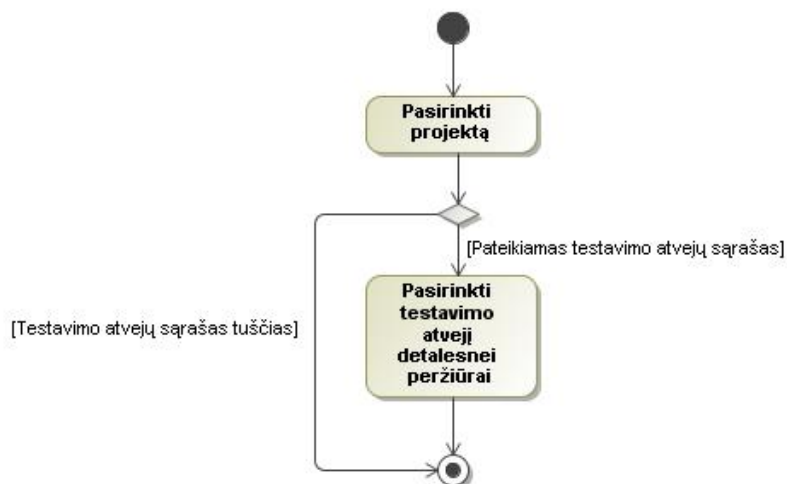 Pasirinkti
projektą
[Pateikiamas testavimo atvejų sąrašas]
Pasirinkti
testavimo
atvejį
detalesnei
peržiūrai
[Testavimo atvejų sąrašas tuščias]